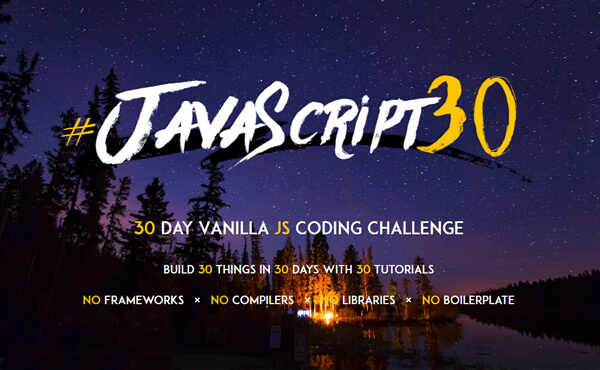 #JavaScript30
30 DAY VANILLA JS CODING CHALLENGE
BUILD 30 THINGS IN 30 DAYS WITH 30 TUTORIALS
NO FRAMEWORKS × NO COMPILERS × NO LIBRARIES × NO BOILERPLATE